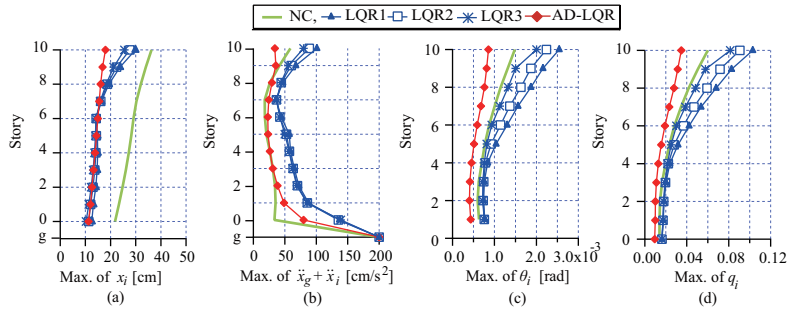 NC, LQR1 LQR2 LQR3 AD-LQR
Story
10
8
6
4
2
0
g
0 10 20 30 40 50
Max. of x_i [cm]
(a)
Story
10
8
6
4
2
0
g
0 50 100 150 200
Max. of ẍ_g + ẍ_i [cm/s²]
(b)
Story
10
8
6
4
2
0
0.0 1.0 2.0 3.0
×10⁻³
Max. of θ_i [rad]
(c)
Story
10
8
6
4
2
0
0.00 0.04 0.08 0.12
Max. of q_i
(d)